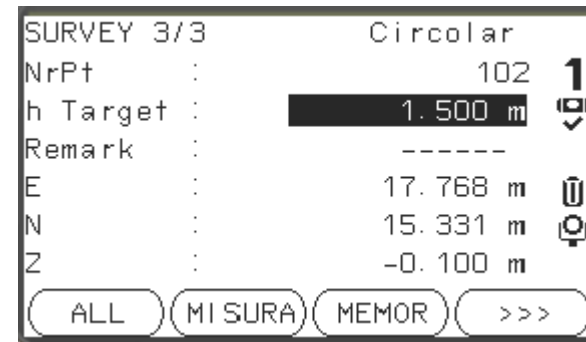 SURVEY 3/3 Circolar
NrPt : 102 1
h Target : 1.500 m
Remark : ------
E : 17.768 m
N : 15.331 m
Z : -0.100 m
ALL MISURA MEMOR >>>